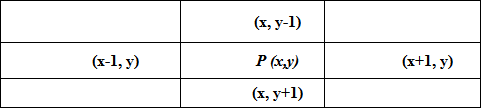 (x, y-1)
(x-1, y) P (x,y) (x+1, y)
(x, y+1)